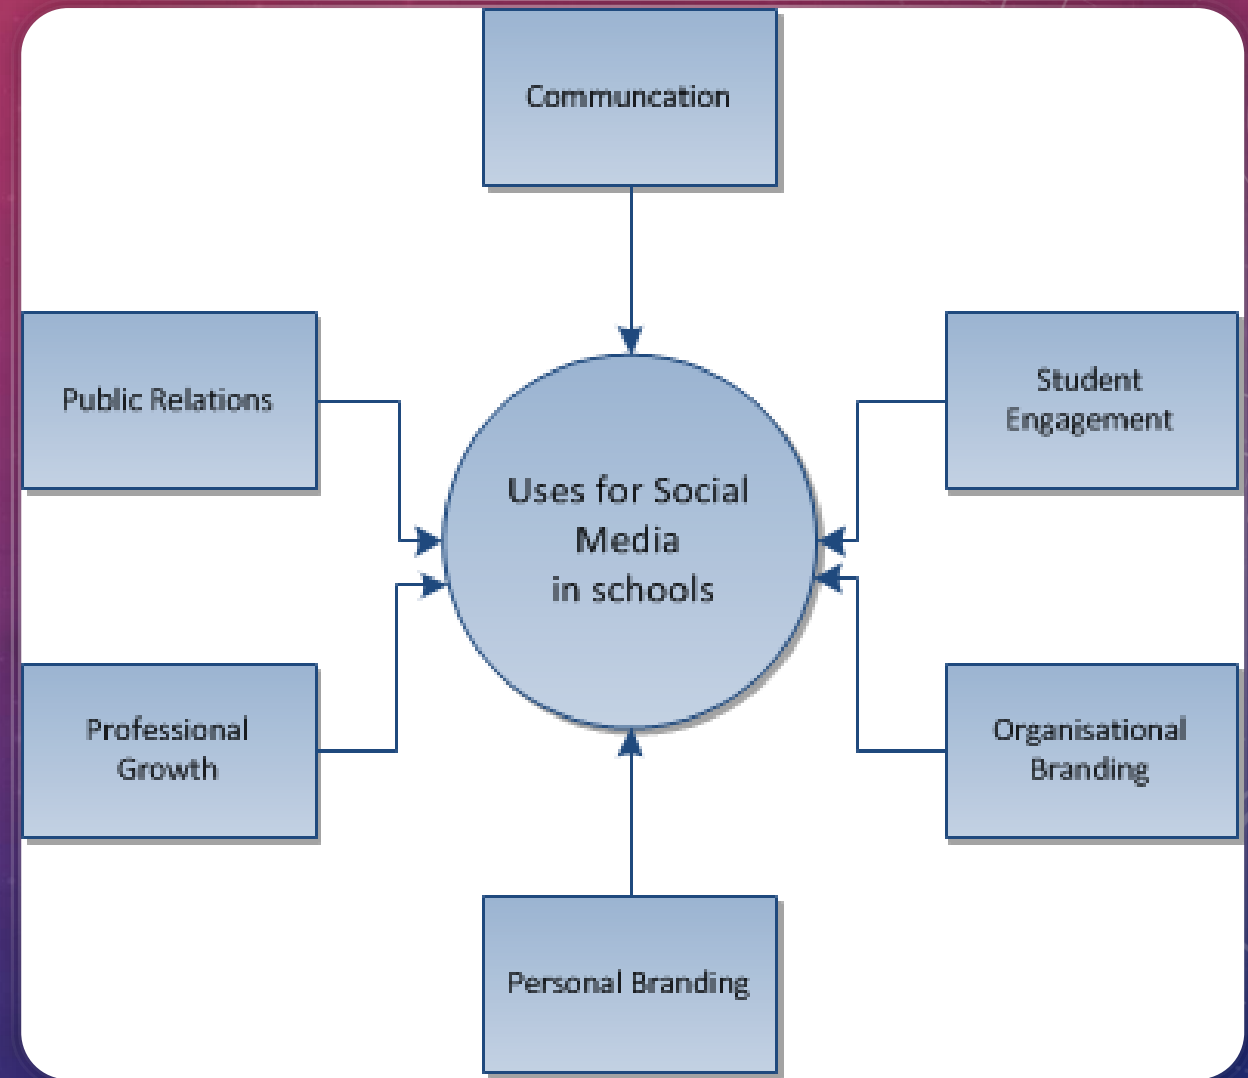 Communcation
Public Relations
Student
Engagement
Uses for Social
Media
in schools
Professional
Growth
Organisational
Branding
Personal Branding